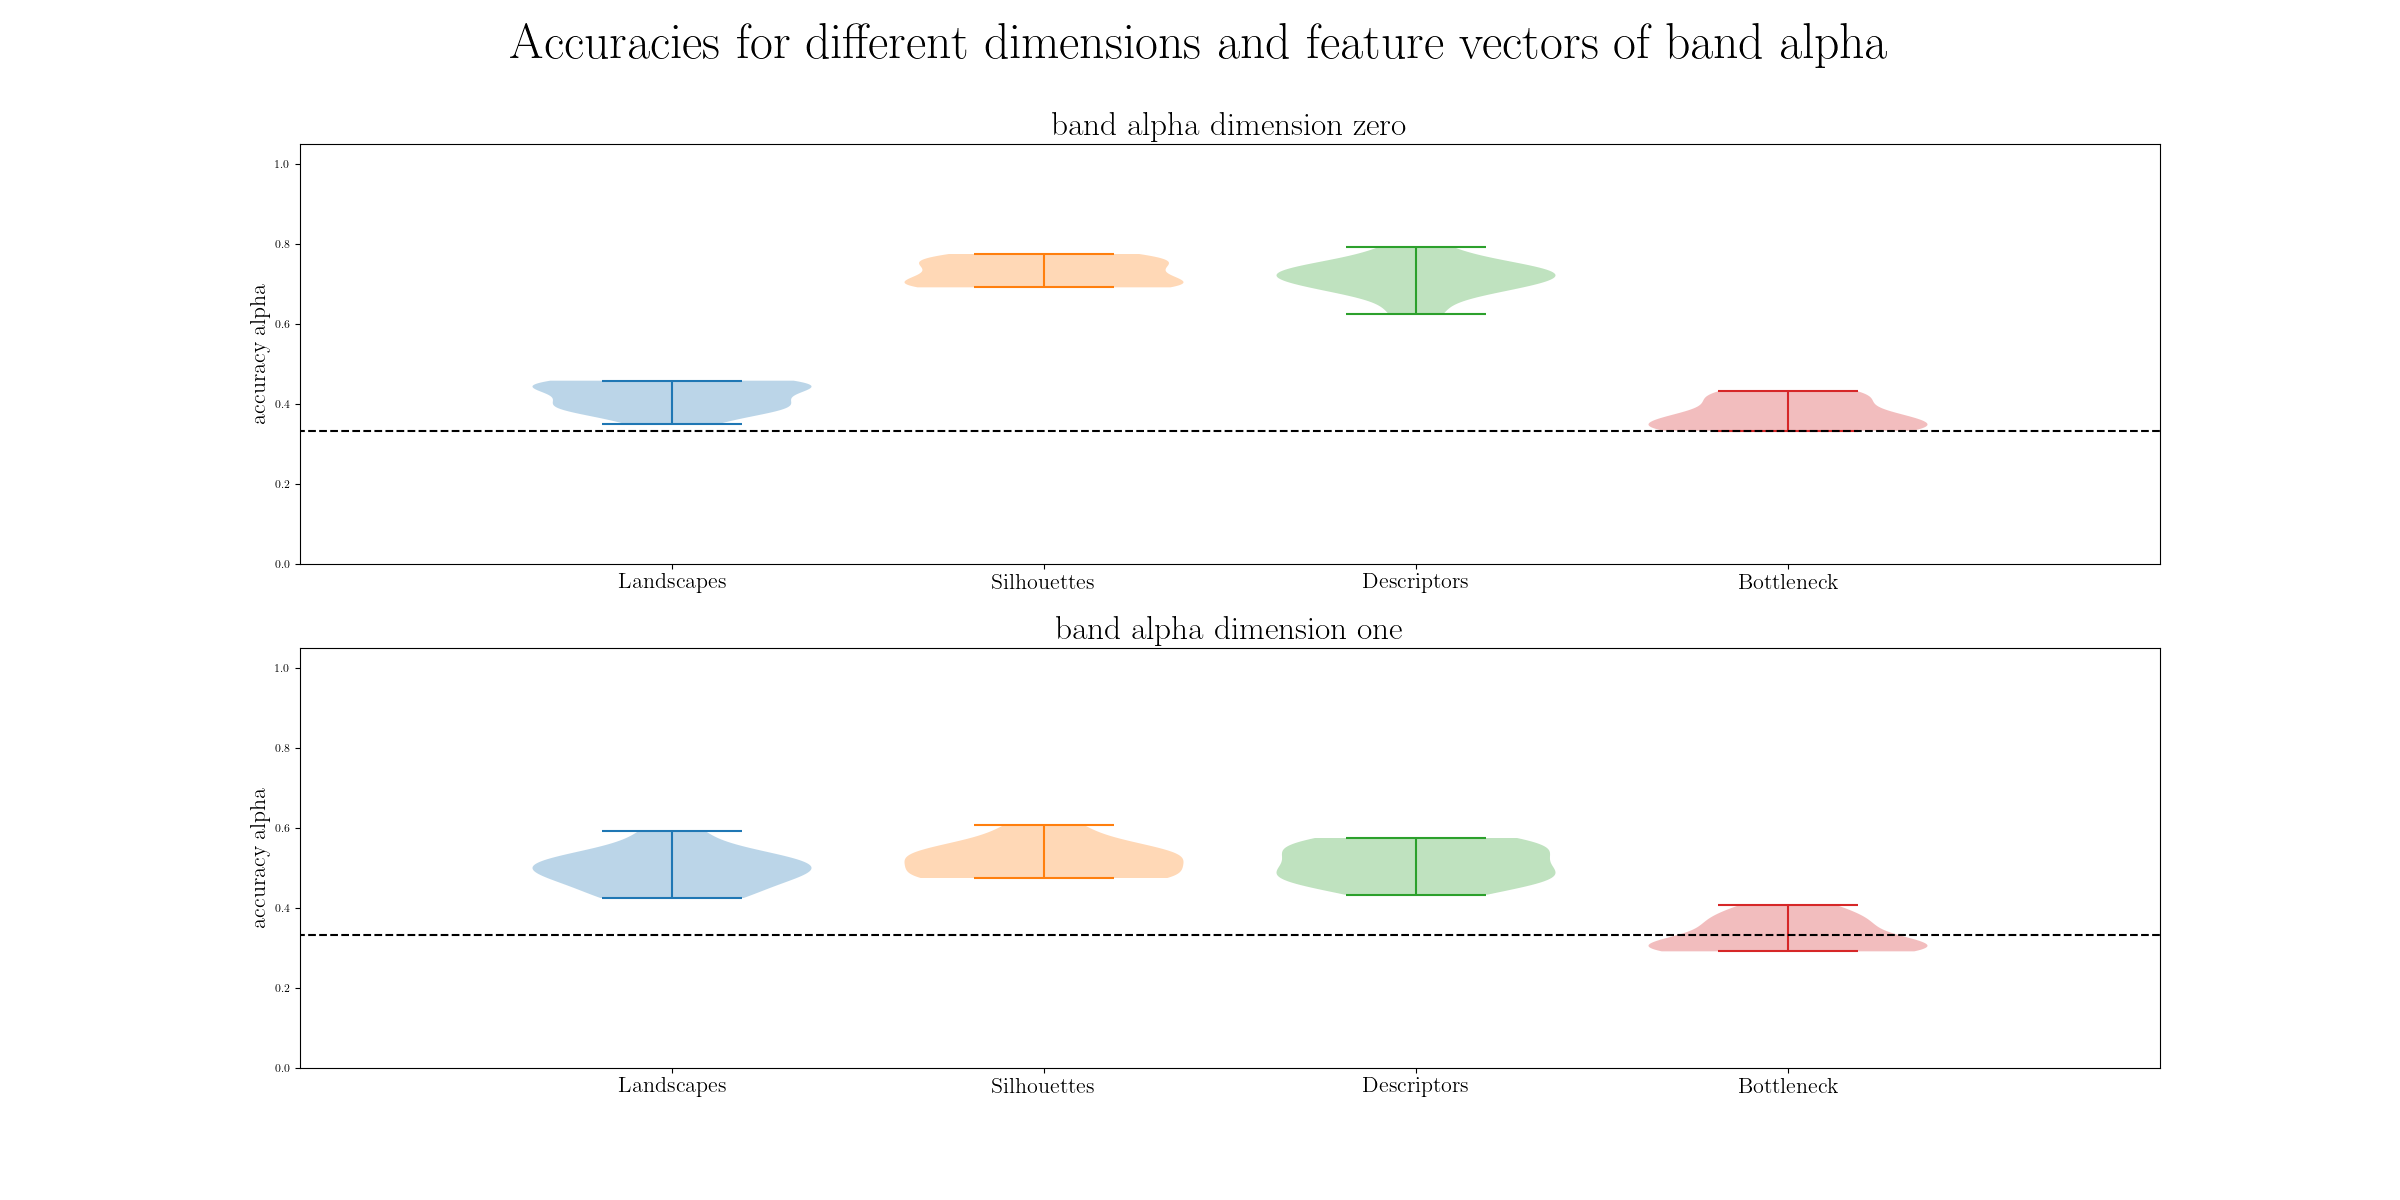 Accuracies for different dimensions and feature vectors of band alpha
band alpha dimension zero
1.0
0.8
0.6
0.4
0.2
0.0
accuracy alpha
Landscapes Silhouettes Descriptors Bottleneck
band alpha dimension one
1.0
0.8
0.6
0.4
0.2
0.0
accuracy alpha
Landscapes Silhouettes Descriptors Bottleneck